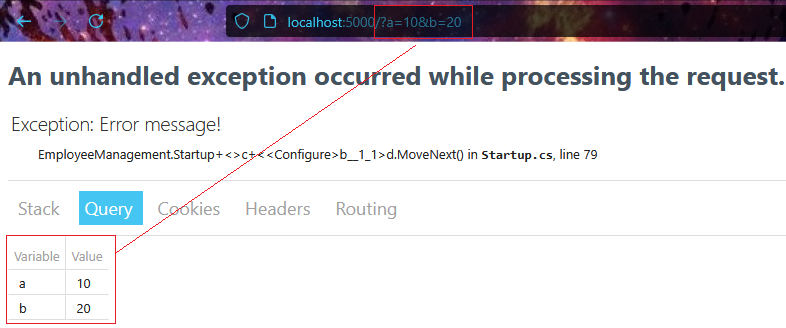 localhost:5000/?a=10&b=20
An unhandled exception occurred while processing the request.
Exception: Error message!
EmployeeManagement.Startup+<>c+<<Configure>b__1_1>d.MoveNext() in Startup.cs, line 79
Stack Query Cookies Headers Routing
Variable Value
a 10
b 20